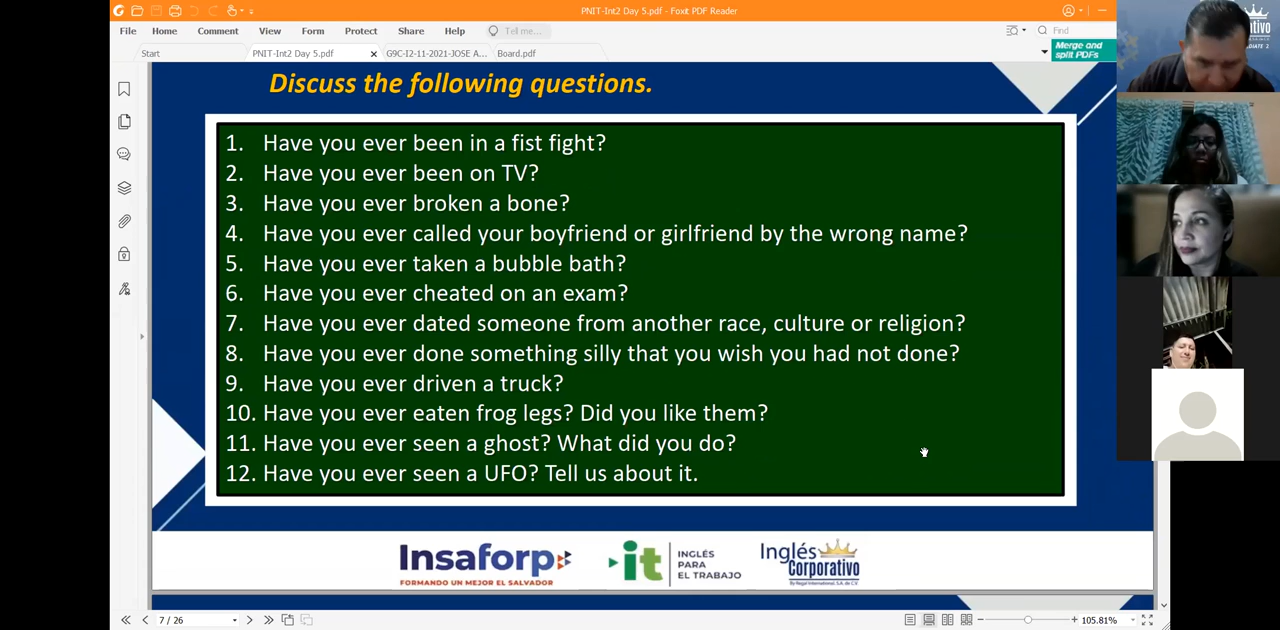 PNIT-Int2 Day 5.pdf - Foxit PDF Reader
File Home Comment View Form Protect Share Help Tell me... Find
Start PNIT-Int2 Day 5.pdf G9C-I2-11-2021-JOSE A... Board.pdf
Merge and
split PDFs
Discuss the following questions.
1. Have you ever been in a fist fight?
2. Have you ever been on TV?
3. Have you ever broken a bone?
4. Have you ever called your boyfriend or girlfriend by the wrong name?
5. Have you ever taken a bubble bath?
6. Have you ever cheated on an exam?
7. Have you ever dated someone from another race, culture or religion?
8. Have you ever done something silly that you wish you had not done?
9. Have you ever driven a truck?
10. Have you ever eaten frog legs? Did you like them?
11. Have you ever seen a ghost? What did you do?
12. Have you ever seen a UFO? Tell us about it.
Insaforp
FORMANDO UN MEJOR EL SALVADOR
it
INGLÉS
PARA
EL TRABAJO
Inglés
Corporativo
By Regal International, S.A. de C.V.
7 / 26
105.81%